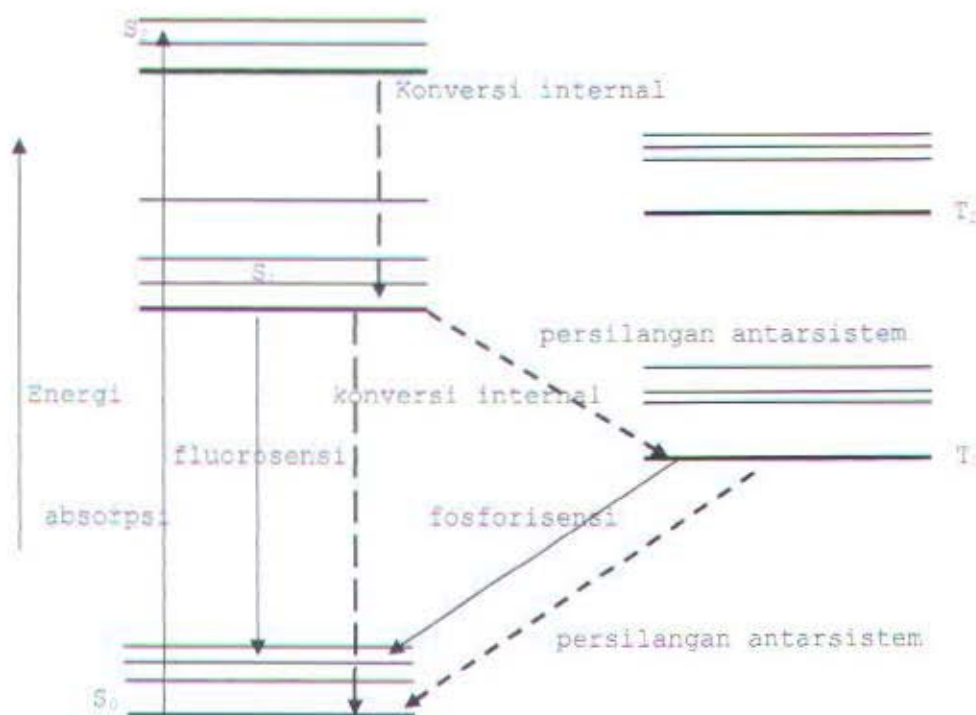 S₂
Konversi internal
T₂
S₁
persilangan antarsistem
Energi
konversi internal
flucrosensi
T₁
absorpsi
fosforisensi
persilangan antarsistem
S₀